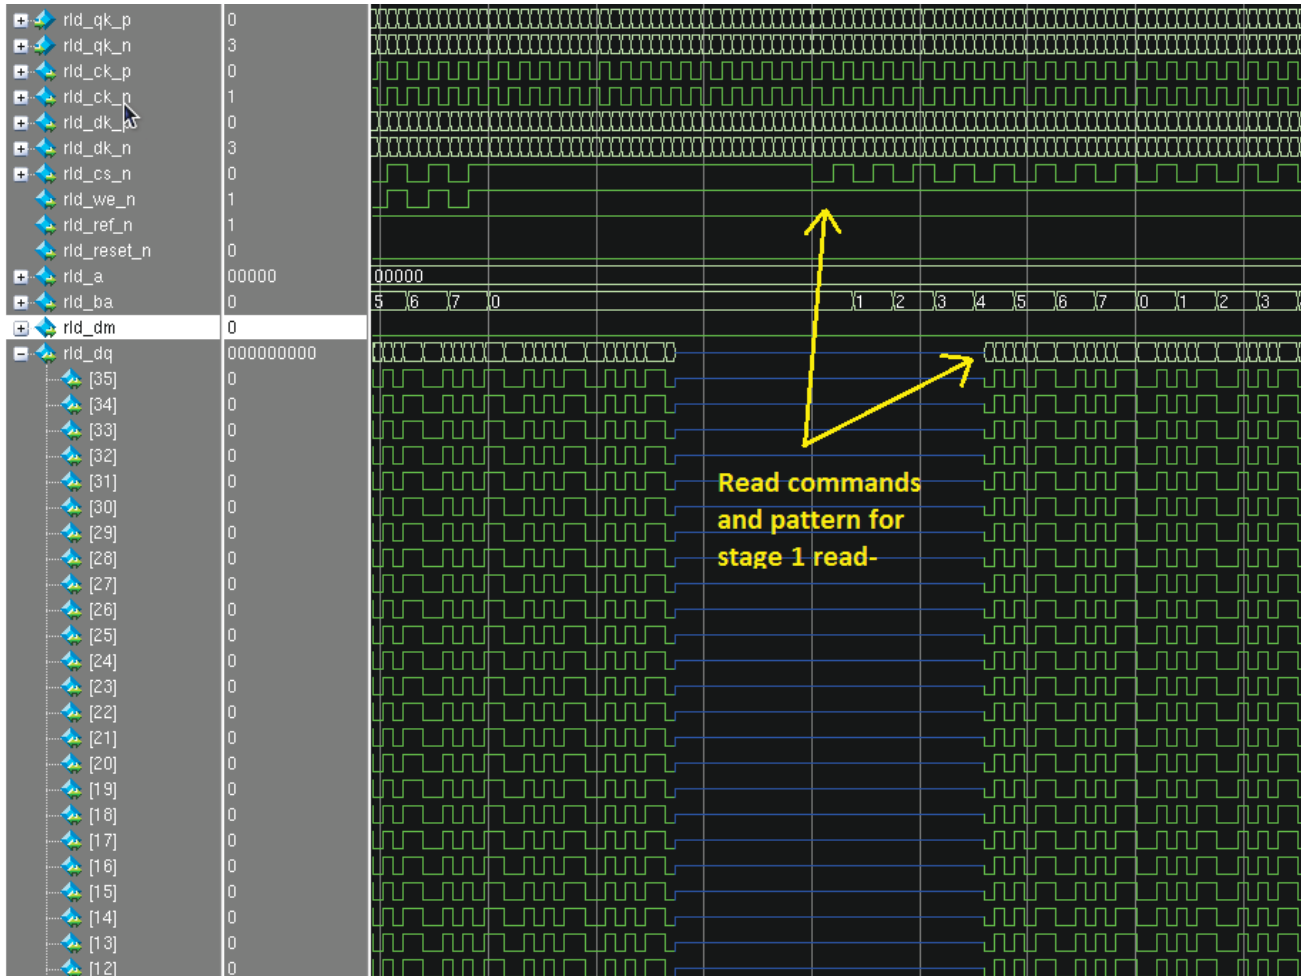 rld_qk_p 0
rld_qk_n 3
rld_ck_p 0
rld_ck_n 1
rld_dk_p 0
rld_dk_n 3
rld_cs_n 0
rld_we_n 1
rld_ref_n 1
rld_reset_n 0
rld_a 00000 00000
rld_ba 0 5 6 7 0 1 2 3 4 5 6 7 0 1 2 3
rld_dm 0
rld_dq 000000000
[35] 0
[34] 0
[33] 0
[32] 0
[31] 0
[30] 0
[29] 0
[28] 0
[27] 0
[26] 0
[25] 0
[24] 0
[23] 0
[22] 0
[21] 0
[20] 0
[19] 0
[18] 0
[17] 0
[16] 0
[15] 0
[14] 0
[13] 0
[12] 0
Read commands
and pattern for
stage 1 read-